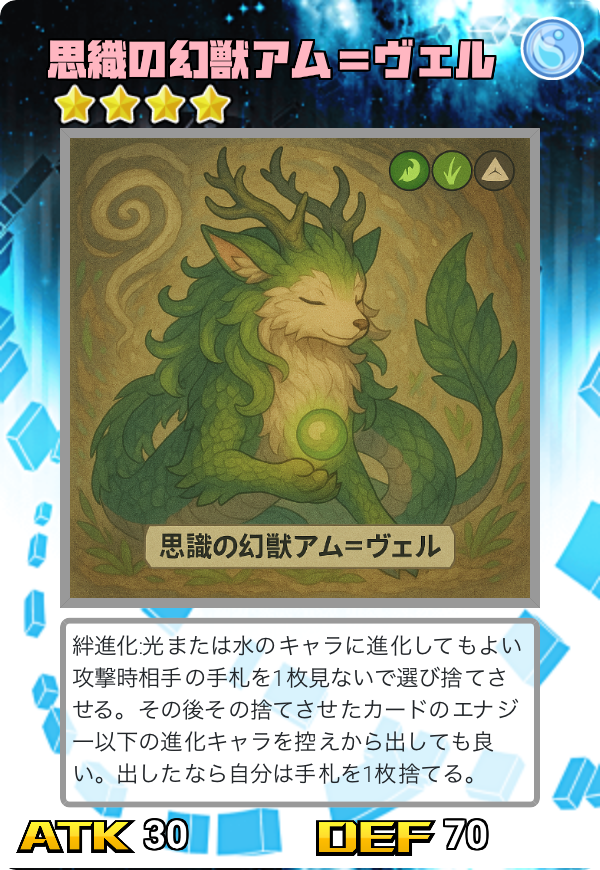 思織の幻獣アム＝ヴェル
思識の幻獣アム=ヴェル
絆進化:光または水のキャラに進化してもよい
攻撃時相手の手札を1枚見ないで選び捨てさ
せる。その後その捨てさせたカードのエナジ
ー以下の進化キャラを控えから出しても良
い。出したなら自分は手札を1枚捨てる。
ATK 30 DEF 70